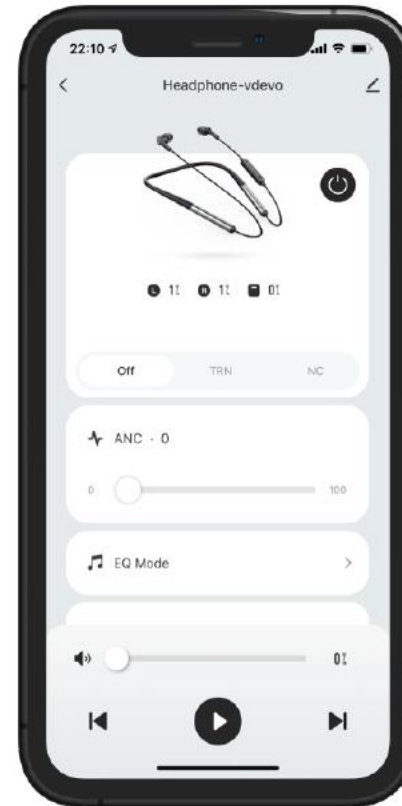 22:10
Headphone-vdevo
L 1% R 1% 0%
Off TRN NC
ANC · 0
0 100
EQ Mode
0%